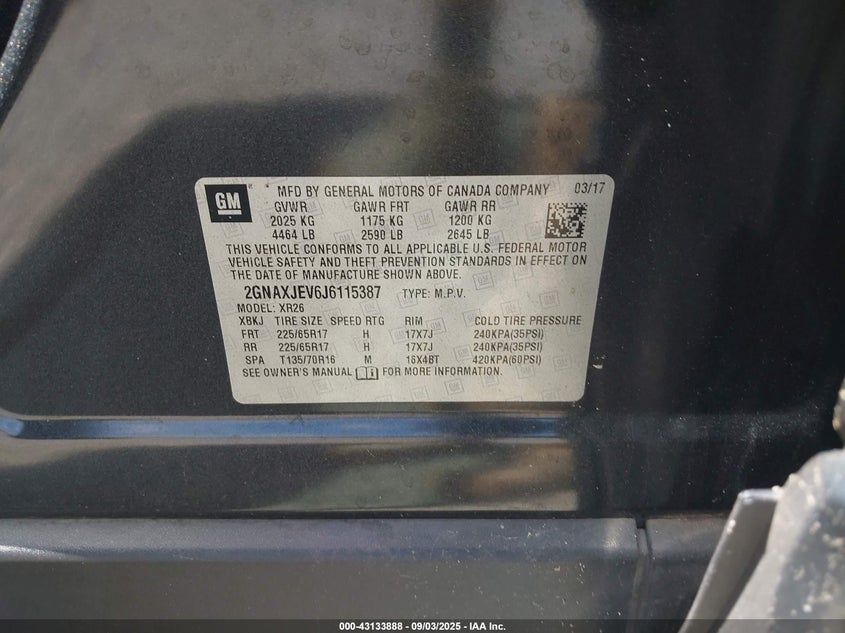 GM
MFD BY GENERAL MOTORS OF CANADA COMPANY 03/17
GVWR GAWR FRT GAWR RR
2025 KG 1175 KG 1200 KG
4464 LB 2590 LB 2645 LB
THIS VEHICLE CONFORMS TO ALL APPLICABLE U.S. FEDERAL MOTOR
VEHICLE SAFETY AND THEFT PREVENTION STANDARDS IN EFFECT ON
THE DATE OF MANUFACTURE SHOWN ABOVE.
2GNAXJEV6J6115387 TYPE: M.P.V.
MODEL: XR26
XBKJ TIRE SIZE SPEED RTG RIM COLD TIRE PRESSURE
FRT 225/65R17 H 17X7J 240KPA(35PSI)
RR 225/65R17 H 17X7J 240KPA(35PSI)
SPA T135/70R16 M 16X4BT 420KPA(60PSI)
SEE OWNER'S MANUAL FOR MORE INFORMATION.
000-43133888 - 09/03/2025 - IAA Inc.